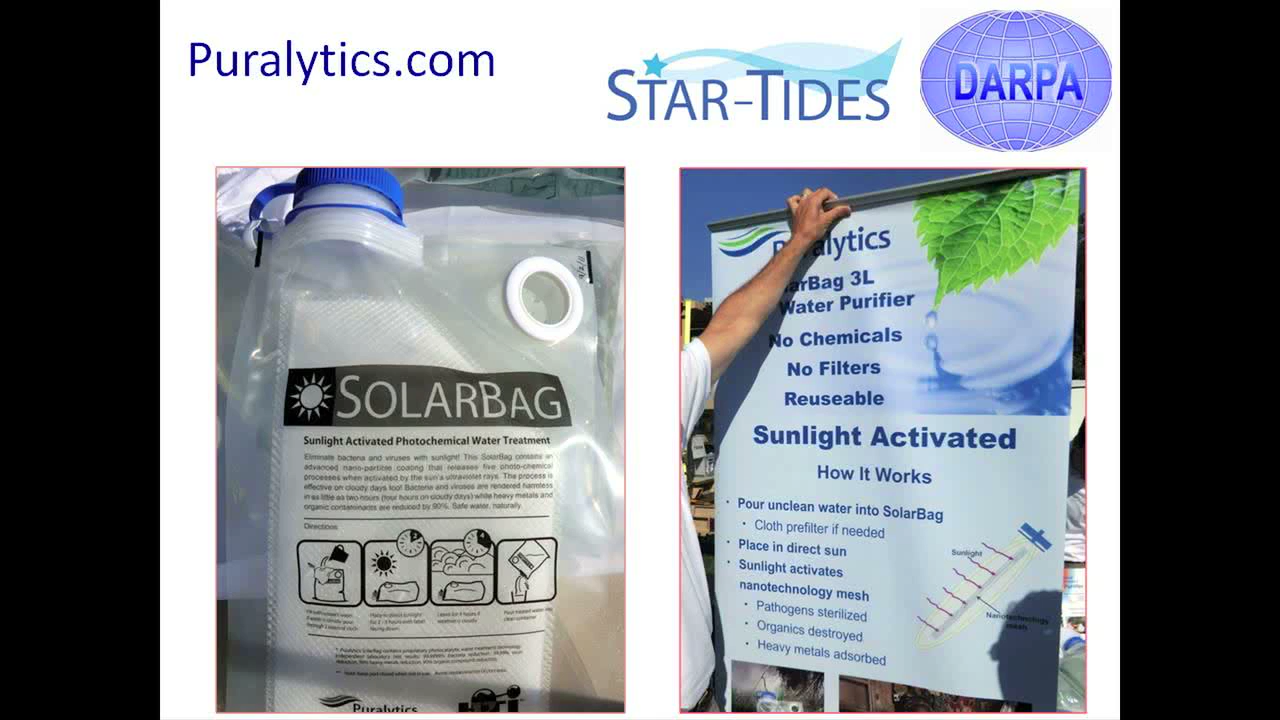 Puralytics.com
STAR-TIDES
DARPA
9/2/11
SOLARBAG
Sunlight Activated Photochemical Water Treatment
Eliminate bacteria and viruses with sunlight! This SolarBag contains an
advanced nano-particle coating that releases five photo-chemical
processes when activated by the sun's ultraviolet rays. The process is
effective on cloudy days too! Bacteria and viruses are rendered harmless
in as little as two hours (four hours on cloudy days) while heavy metals and
organic contaminants are reduced by 90%. Safe water, naturally.
Directions:
Puralytics
Puralytics
arBag 3L
Water Purifier
No Chemicals
No Filters
Reuseable
Sunlight Activated
How It Works
• Pour unclean water into SolarBag
• Cloth prefilter if needed
• Place in direct sun
• Sunlight activates
nanotechnology mesh
• Pathogens sterilized
• Organics destroyed
• Heavy metals adsorbed
Sunlight
Nanotechnology
mesh